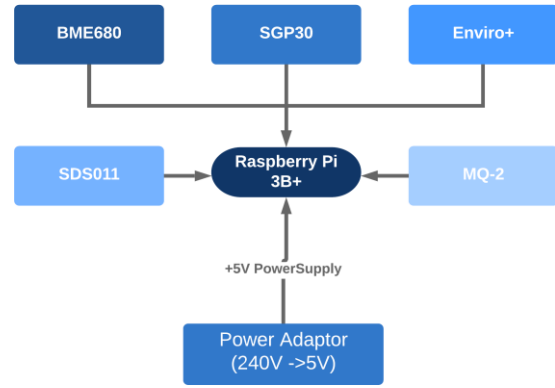 BME680
SGP30
Enviro+
SDS011
Raspberry Pi
3B+
MQ-2
+5V PowerSupply
Power Adaptor
(240V ->5V)